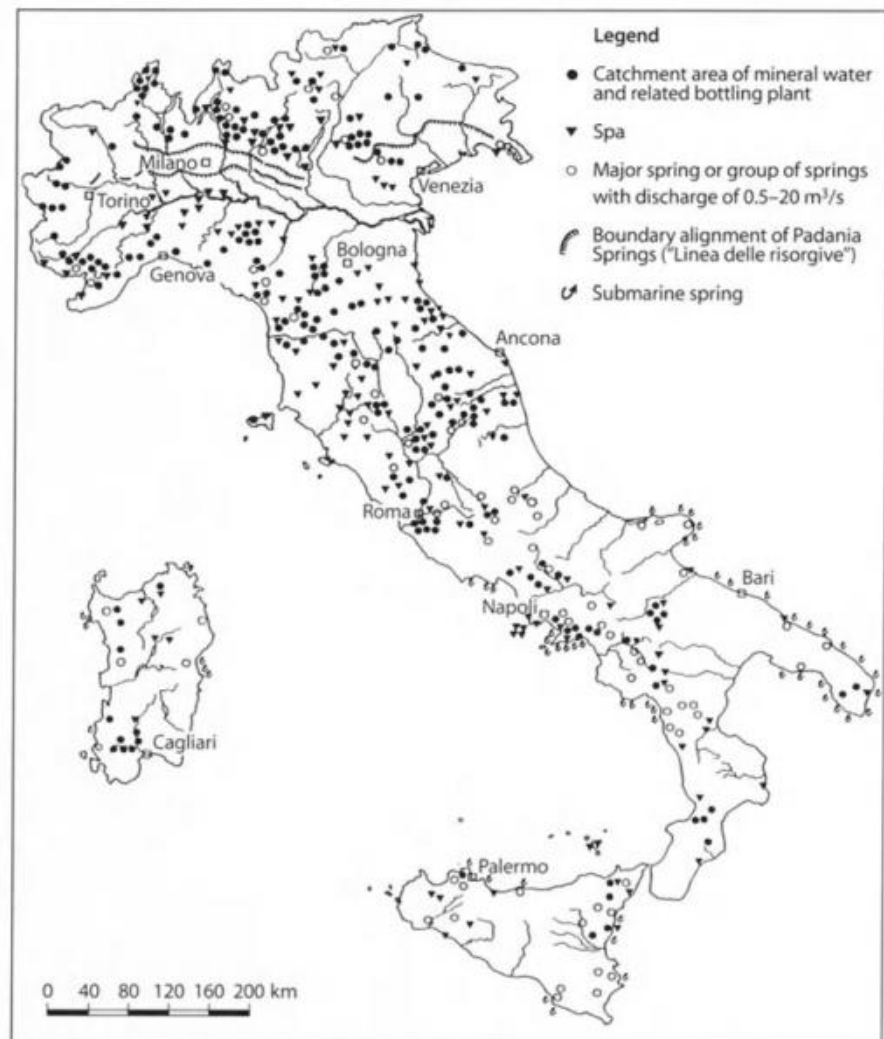 Legend
Catchment area of mineral water
and related bottling plant
Spa
Major spring or group of springs
with discharge of 0.5–20 m³/s
Boundary alignment of Padania
Springs ("Linea delle risorgive")
Submarine spring
Milano
Venezia
Torino
Bologna
Genova
Ancona
Roma
Bari
Napoli
Cagliari
Palermo
0 40 80 120 160 200 km